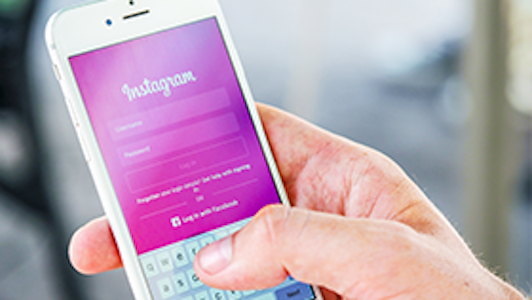 Instagram
Username
Password
Log In
Forgotten your login details? Get help with signing
in.
OR
Log in with Facebook
Q W E R